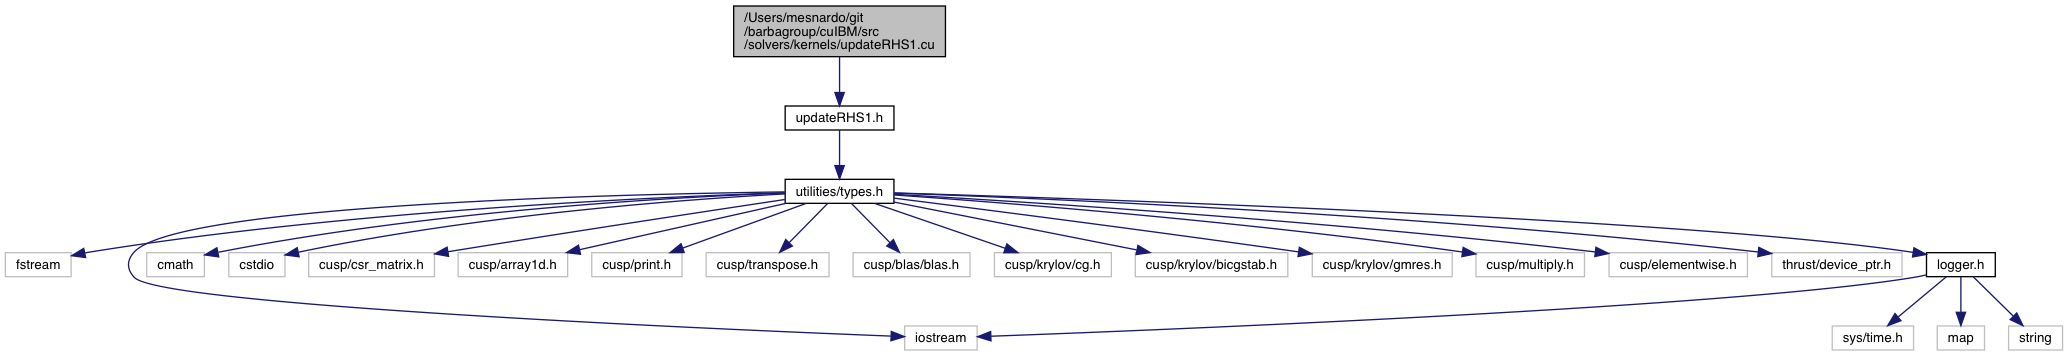 /Users/mesnardo/git
/barbagroup/cuIBM/src
/solvers/kernels/updateRHS1.cu
updateRHS1.h
utilities/types.h
fstream
cmath
cstdio
cusp/csr_matrix.h
cusp/array1d.h
cusp/print.h
cusp/transpose.h
cusp/blas/blas.h
cusp/krylov/cg.h
cusp/krylov/bicgstab.h
cusp/krylov/gmres.h
cusp/multiply.h
cusp/elementwise.h
thrust/device_ptr.h
logger.h
iostream
sys/time.h
map
string